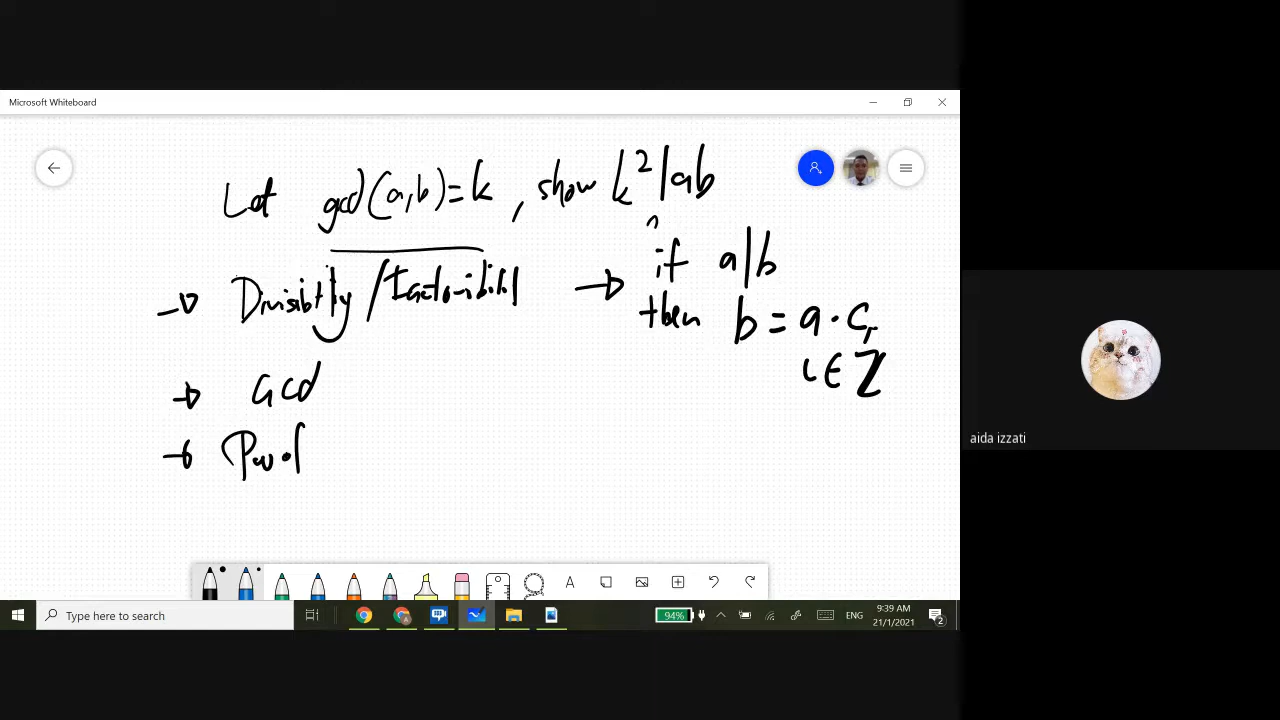 Microsoft Whiteboard
Let gcd(a,b)=k, show k²|ab
→ Divisibility /
→ if a|b
then b = a · c,
c ∈ Z
→ Gcd
→ Proof
aida izzati
A
Type here to search
94%
ENG
9:39 AM
21/1/2021
2